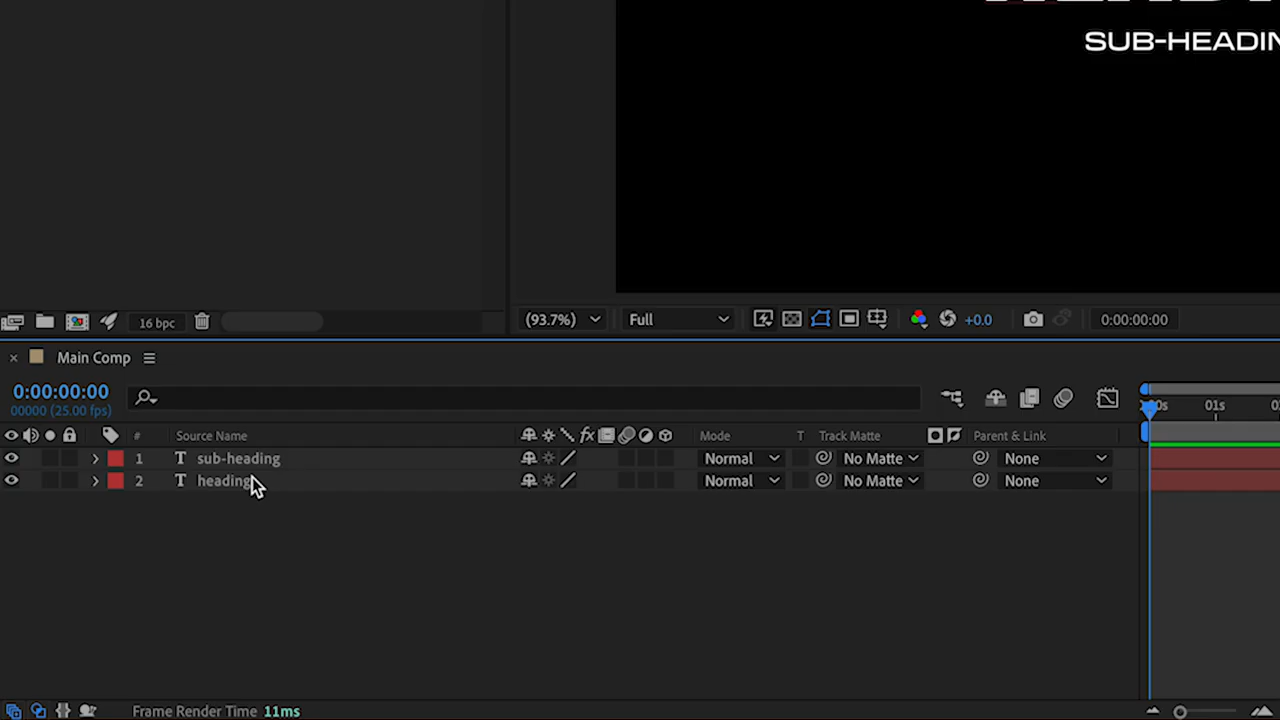 SUB-HEADIN
16 bpc
(93.7%)
Full
+0.0
0:00:00:00
Main Comp
0:00:00:00
00000 (25.00 fps)
01s
# Source Name
fx
Mode
T
Track Matte
Parent & Link
1 T sub-heading
Normal
No Matte
None
2 T heading
Normal
No Matte
None
Frame Render Time 11ms